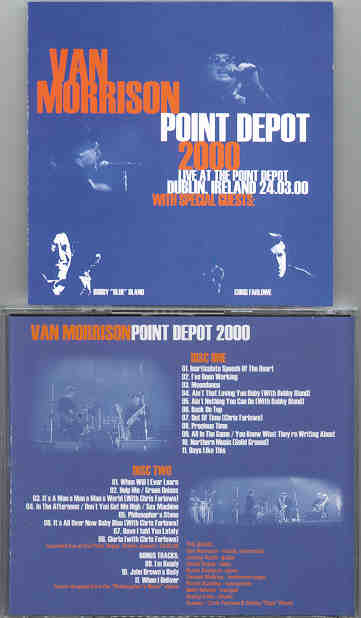 VAN
MORRISON
POINT DEPOT
2000
LIVE AT THE POINT DEPOT
DUBLIN, IRELAND 24.03.00
WITH SPECIAL GUESTS:
BOBBY "BLUE" BLAND
CHRIS FARLOWE
VAN MORRISON POINT DEPOT 2000
DISC ONE
01. Inarticulate Speech Of The Heart
02. I've Been Working
03. Moondance
04. Ain't That Loving You Baby (With Bobby Bland)
05. Ain't Nothing You Can Do (With Bobby Bland)
06. Back On Top
07. Out Of Time (Chris Farlowe)
08. Precious Time
09. All In The Game / You Know What They're Writing About
10. Northern Music (Solid Ground)
11. Days Like This
DISC TWO
01. When Will I Ever Learn
02. Help Me / Green Onions
03. It's A Man's Man's Man's World (With Chris Farlowe)
04. In The Afternoon / Don't You Get Me High / Sex Machine
05. Philosopher's Stone
06. It's All Over Now Baby Blue (With Chris Farlowe)
07. Have I Told You Lately
08. Gloria (With Chris Farlowe)
BONUS TRACKS:
09. I'm Ready
10. John Brown's Body
11. When I Deliver